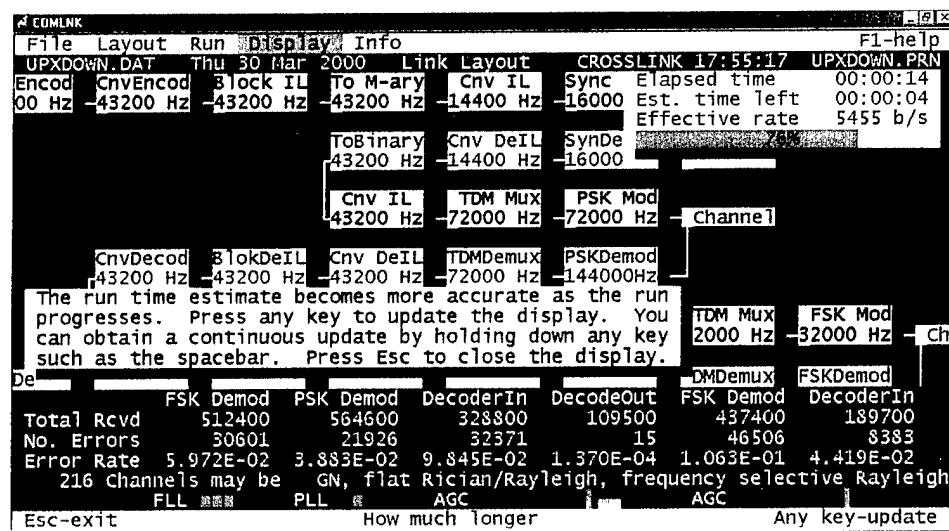 COMLNK
File Layout Run Display Info F1-help
UPXDOWN.DAT Thu 30 Mar 2000 Link Layout CROSSLINK 17:55:17 UPXDOWN.PRN
Encod CnvEncod Block IL To M-ary Cnv IL Sync Elapsed time 00:00:14
00 Hz 43200 Hz 43200 Hz 43200 Hz 14400 Hz 16000 Est. time left 00:00:04
Effective rate 5455 b/s
ToBinary Cnv DeIL SynDe 76%
43200 Hz 14400 Hz 16000
Cnv IL TDM Mux PSK Mod
43200 Hz 72000 Hz 72000 Hz Channel
CnvDecod BlokDeIL Cnv DeIL TDMDemux PSKDemod
43200 Hz 43200 Hz 43200 Hz 72000 Hz 144000Hz
The run time estimate becomes more accurate as the run
progresses. Press any key to update the display. You TDM Mux FSK Mod
can obtain a continuous update by holding down any key 2000 Hz 32000 Hz Ch
such as the spacebar. Press Esc to close the display.
De DMDemux FSKDemod
FSK Demod PSK Demod DecoderIn DecodeOut FSK Demod DecoderIn
Total Rcvd 512400 564600 328800 109500 437400 189700
No. Errors 30601 21926 32371 15 46506 8383
Error Rate 5.972E-02 3.883E-02 9.845E-02 1.370E-04 1.063E-01 4.419E-02
216 Channels may be GN, flat Rician/Rayleigh, frequency selective Rayleigh
FLL PLL AGC AGC
Esc-exit How much longer Any key-update